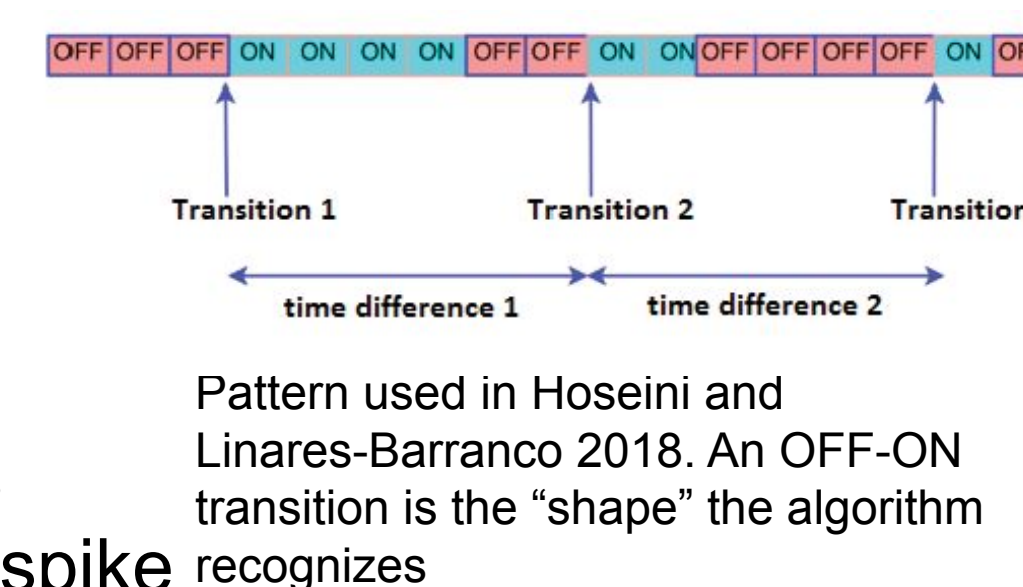 OFF OFF OFF ON ON ON ON OFF OFF ON ON OFF OFF OFF OFF ON
Transition 1 Transition 2 Transition
time difference 1 time difference 2
Pattern used in Hoseini and
Linares-Barranco 2018. An OFF-ON
transition is the “shape” the algorithm
spike recognizes